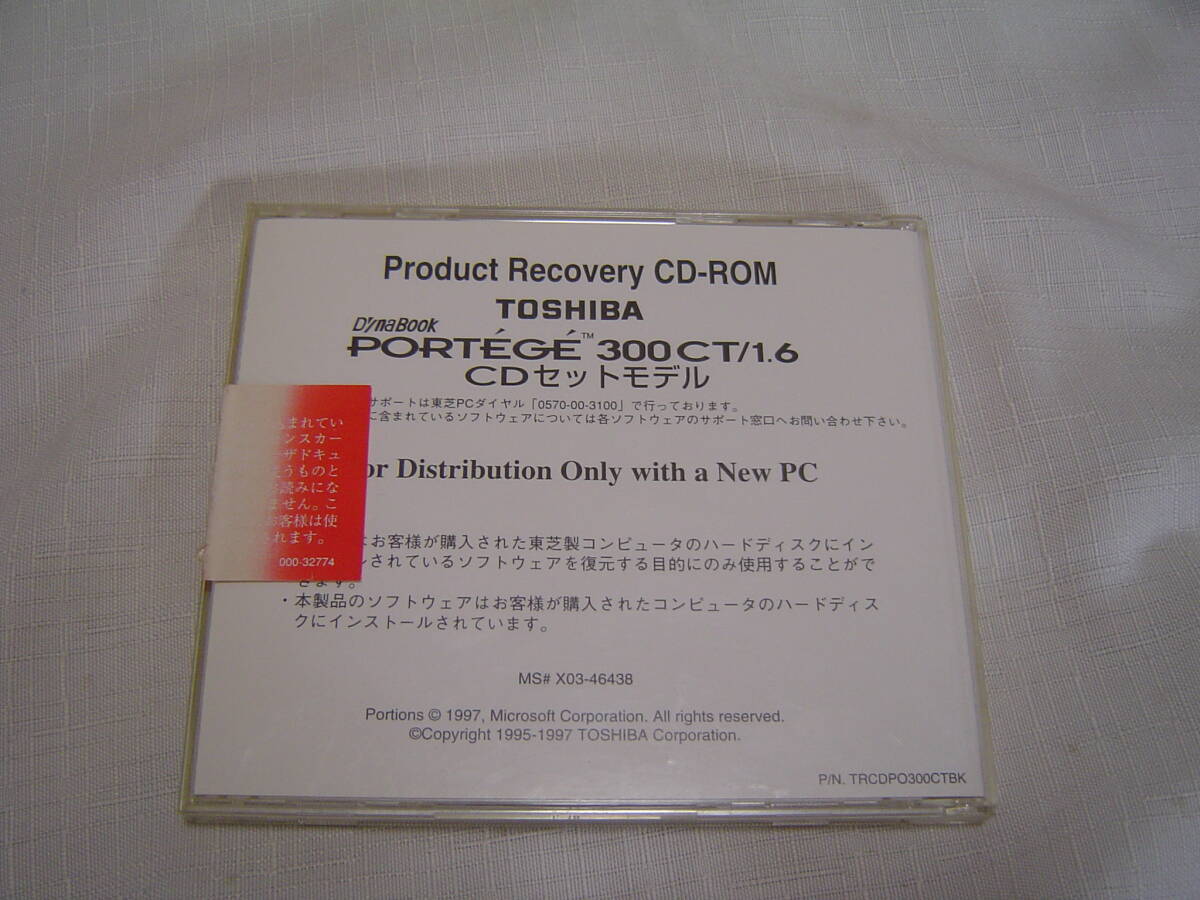 Product Recovery CD-ROM
TOSHIBA
DynaBook
PORTÉGÉ™ 300CT/1.6
CDセットモデル
サポートは東芝PCダイヤル「0570-00-3100」で行っております。
に含まれているソフトウェアについては各ソフトウェアのサポート窓口へお問い合わせ下さい。
or Distribution Only with a New PC
はお客様が購入された東芝製コンピュータのハードディスクにイン
ルされているソフトウェアを復元する目的にのみ使用することがで
きます。
・本製品のソフトウェアはお客様が購入されたコンピュータのハードディス
クにインストールされています。
MS# X03-46438
Portions © 1997, Microsoft Corporation. All rights reserved.
©Copyright 1995-1997 TOSHIBA Corporation.
P/N. TRCDPO300CTBK
まれてい
ンスカー
ーザドキュ
うものと
読みにな
ません。こ
お客様は使
れます。
000-32774